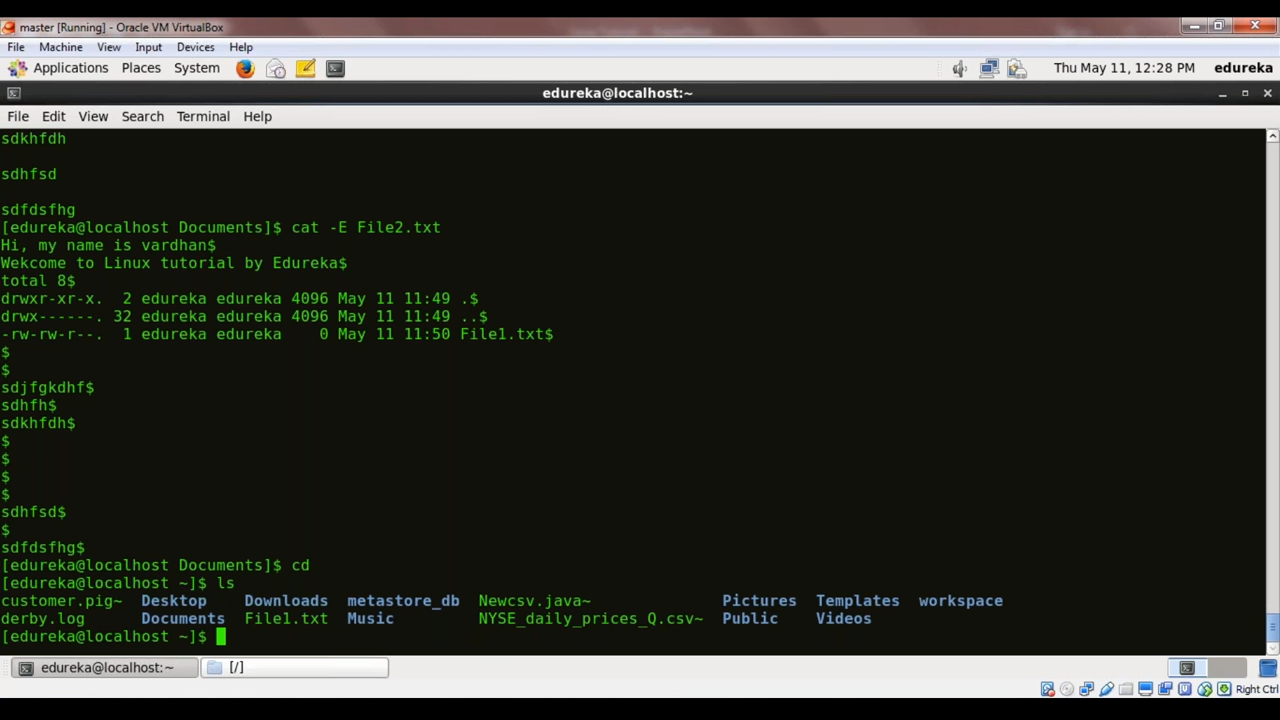 master [Running] - Oracle VM VirtualBox
File Machine View Input Devices Help
Applications Places System Thu May 11, 12:28 PM edureka
edureka@localhost:~
File Edit View Search Terminal Help
sdkhfdh
sdhfsd
sdfdsfhg
[edureka@localhost Documents]$ cat -E File2.txt
Hi, my name is vardhan$
Wekcome to Linux tutorial by Edureka$
total 8$
drwxr-xr-x.  2 edureka edureka 4096 May 11 11:49 .$
drwx------. 32 edureka edureka 4096 May 11 11:49 ..$
-rw-rw-r--.  1 edureka edureka    0 May 11 11:50 File1.txt$
$
$
sdjfgkdhf$
sdhfh$
sdkhfdh$
$
$
$
$
sdhfsd$
$
sdfdsfhg$
[edureka@localhost Documents]$ cd
[edureka@localhost ~]$ ls
customer.pig~  Desktop    Downloads  metastore_db  Newcsv.java~              Pictures  Templates  workspace
derby.log      Documents  File1.txt  Music         NYSE_daily_prices_Q.csv~  Public    Videos
[edureka@localhost ~]$
edureka@localhost:~ [/]
Right Ctrl